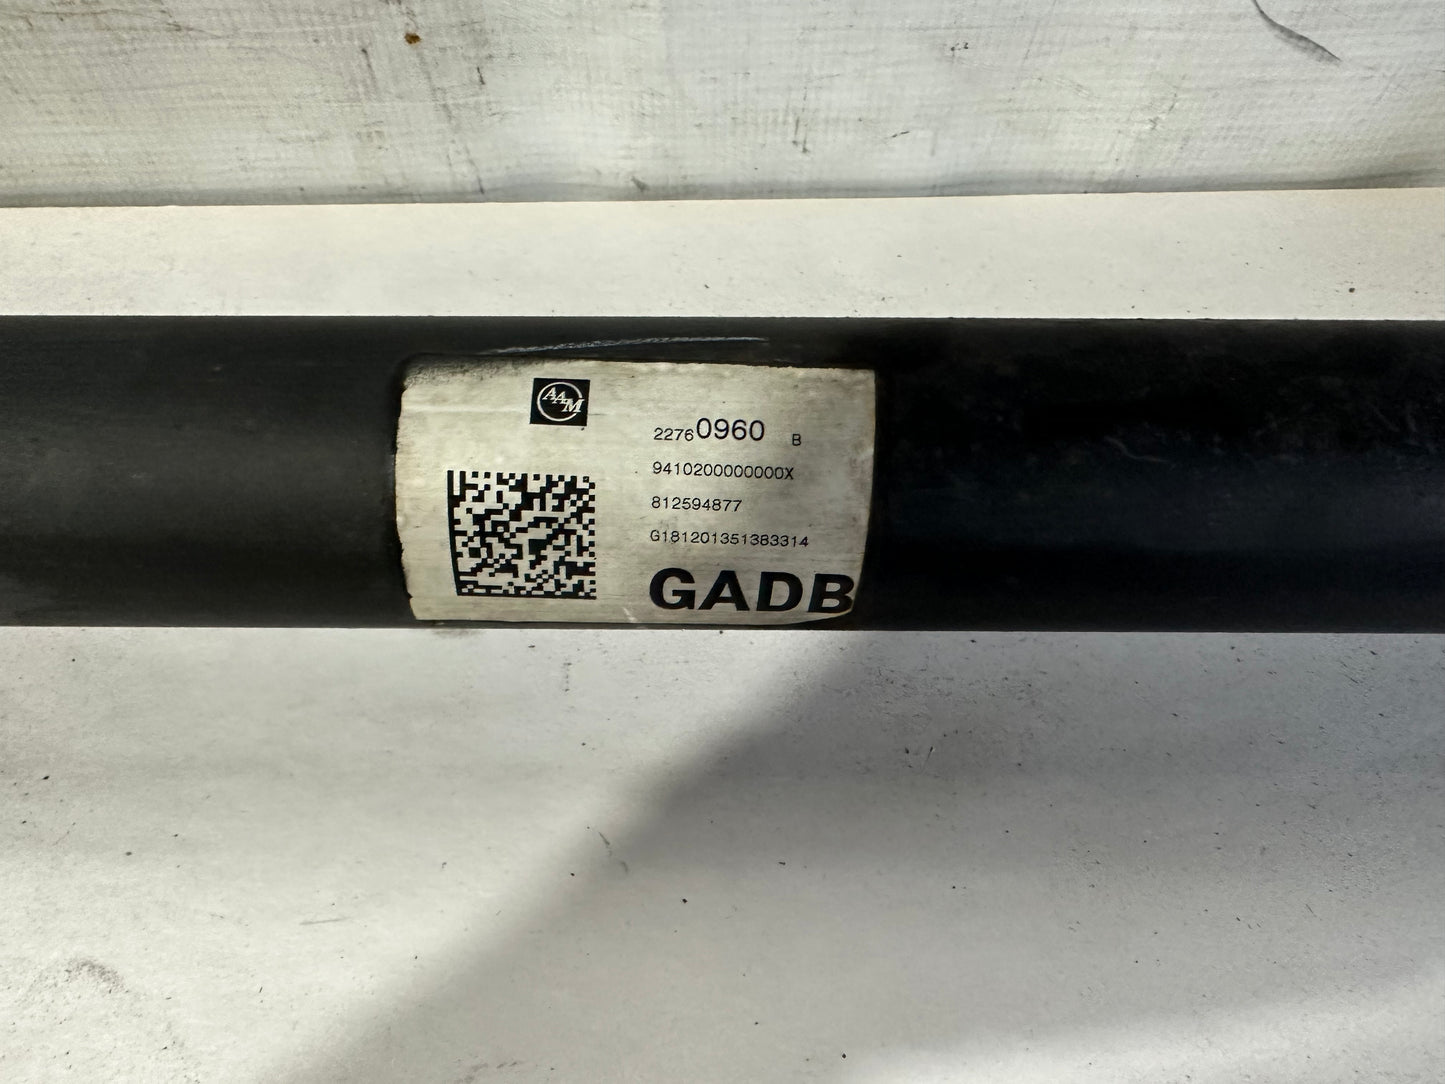 AAM
22760960 B
9410200000000X
812594877
G181201351383314
GADB